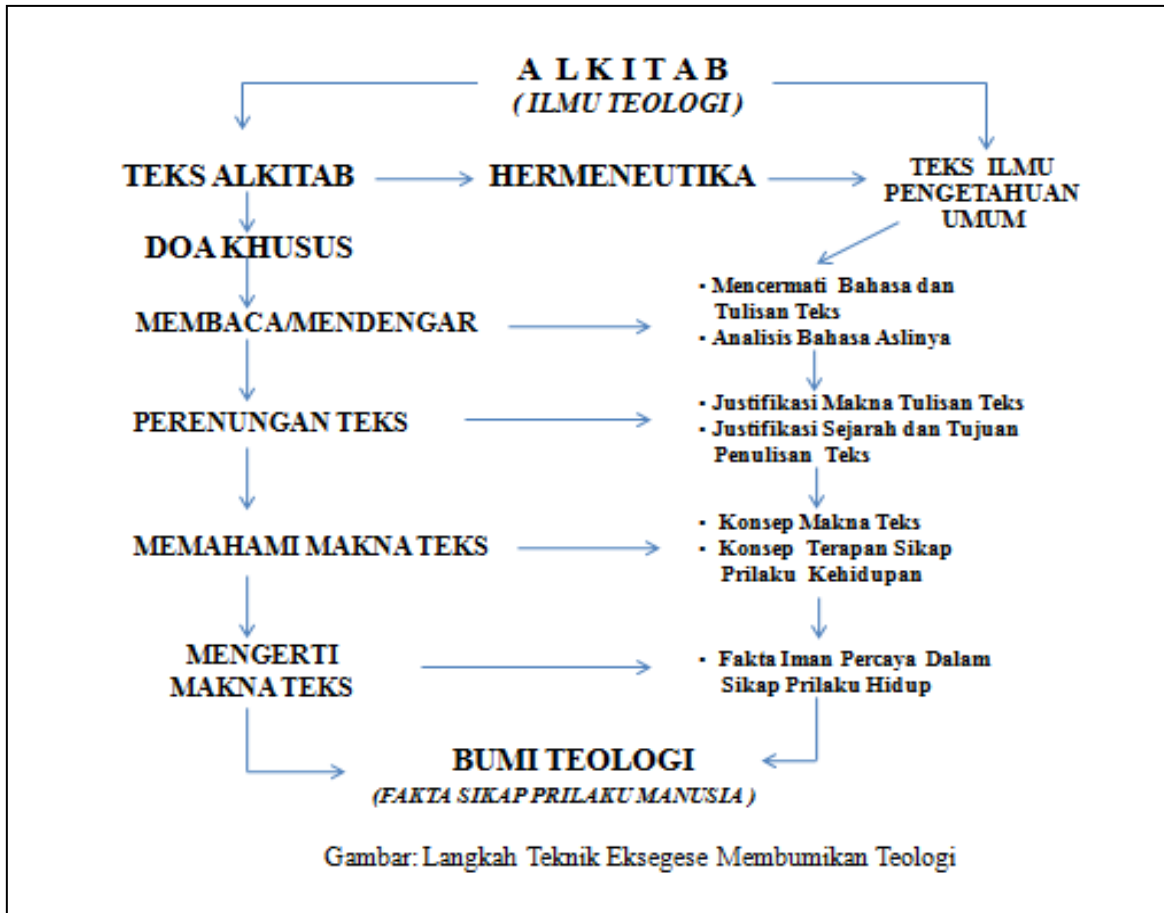 A L K I T A B
( ILMU TEOLOGI )
TEKS ALKITAB
HERMENEUTIKA
TEKS ILMU
PENGETAHUAN
UMUM
DOA KHUSUS
MEMBACA/MENDENGAR
▪ Mencermati Bahasa dan
Tulisan Teks
▪ Analisis Bahasa Aslinya
PERENUNGAN TEKS
▪ Justifikasi Makna Tulisan Teks
▪ Justifikasi Sejarah dan Tujuan
Penulisan Teks
MEMAHAMI MAKNA TEKS
▪ Konsep Makna Teks
▪ Konsep Terapan Sikap
Prilaku Kehidupan
MENGERTI
MAKNA TEKS
▪ Fakta Iman Percaya Dalam
Sikap Prilaku Hidup
BUMI TEOLOGI
(FAKTA SIKAP PRILAKU MANUSIA )
Gambar: Langkah Teknik Eksegese Membumikan Teologi